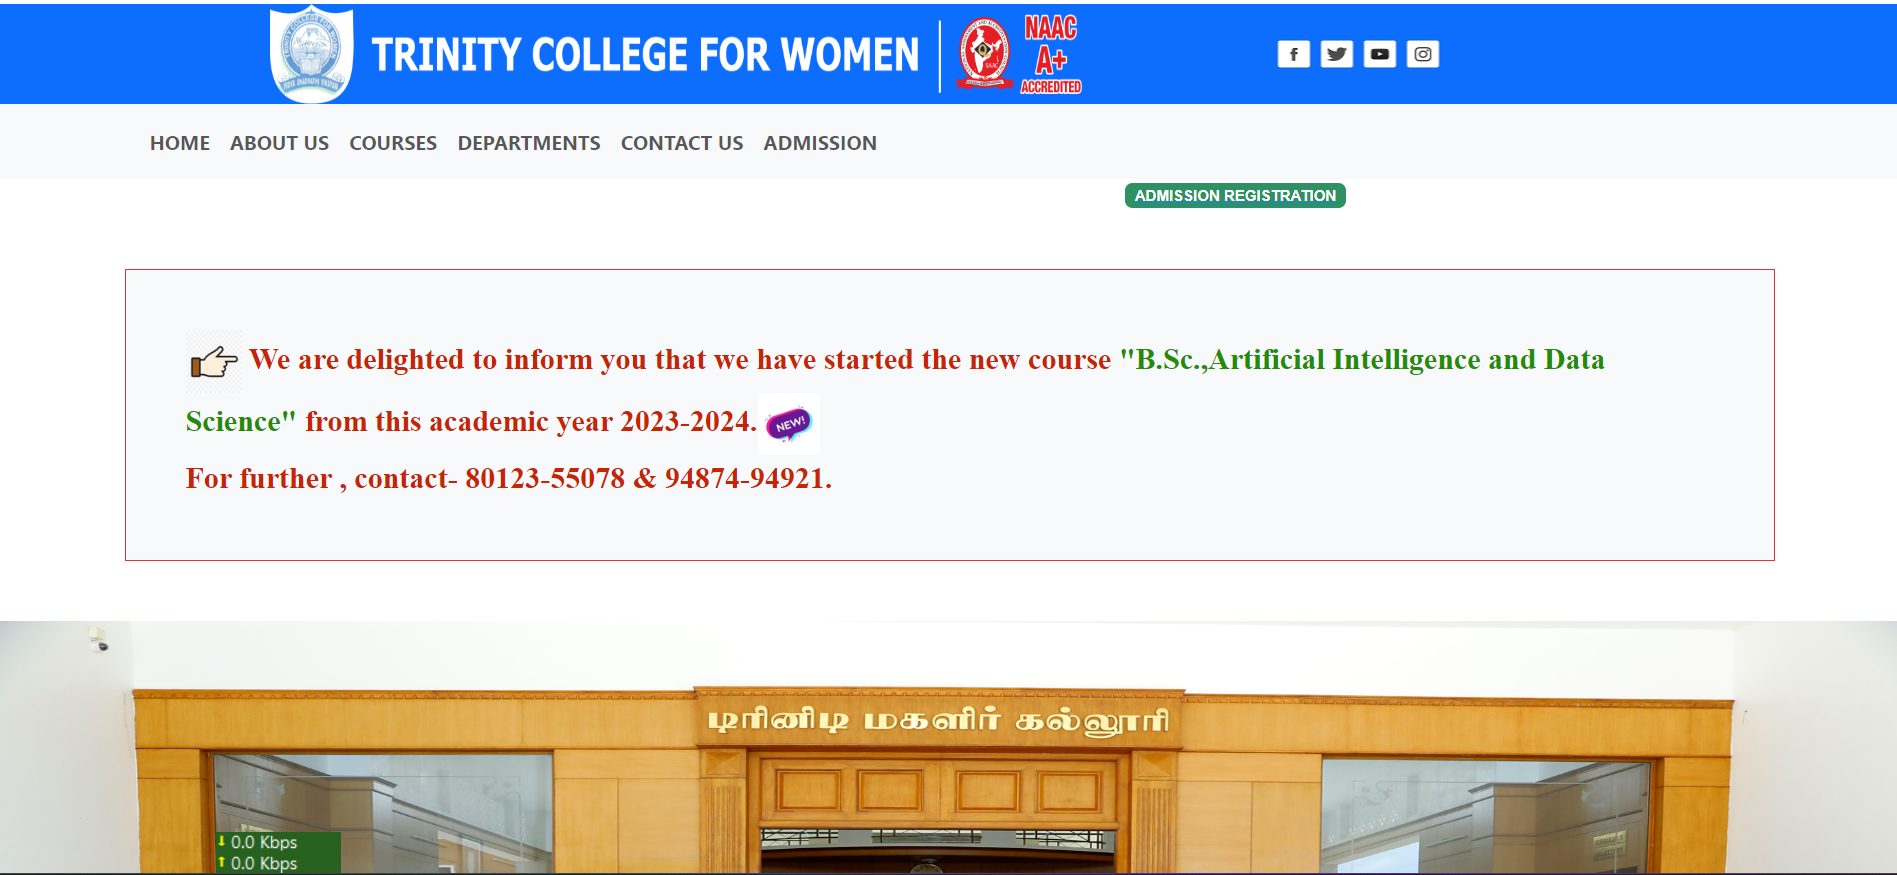 TRINITY COLLEGE FOR WOMEN
NAAC
A+
ACCREDITED
HOME ABOUT US COURSES DEPARTMENTS CONTACT US ADMISSION
ADMISSION REGISTRATION
We are delighted to inform you that we have started the new course "B.Sc.,Artificial Intelligence and Data
Science" from this academic year 2023-2024. NEW!
For further , contact- 80123-55078 & 94874-94921.
டிரினிடி மகளிர் கல்லூரி
0.0 Kbps
0.0 Kbps